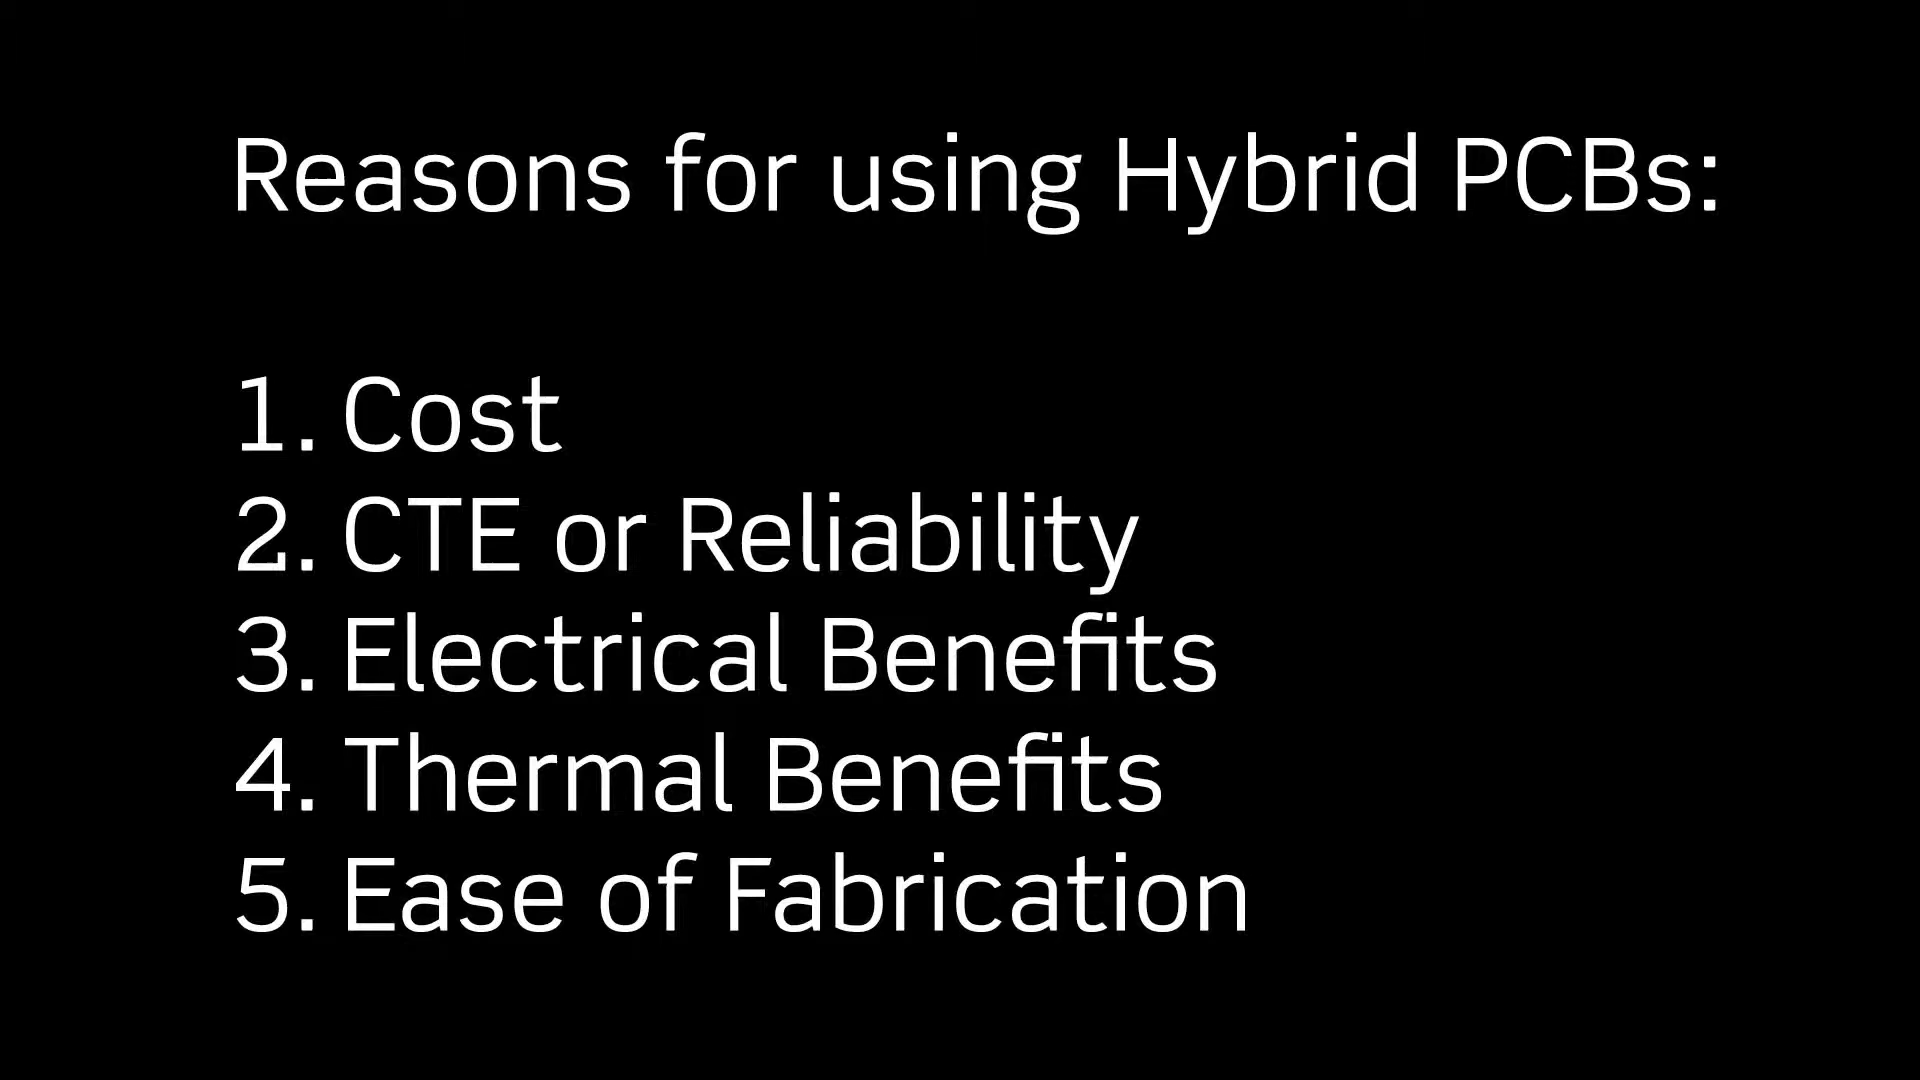 Reasons for using Hybrid PCBs:
1. Cost
2. CTE or Reliability
3. Electrical Benefits
4. Thermal Benefits
5. Ease of Fabrication